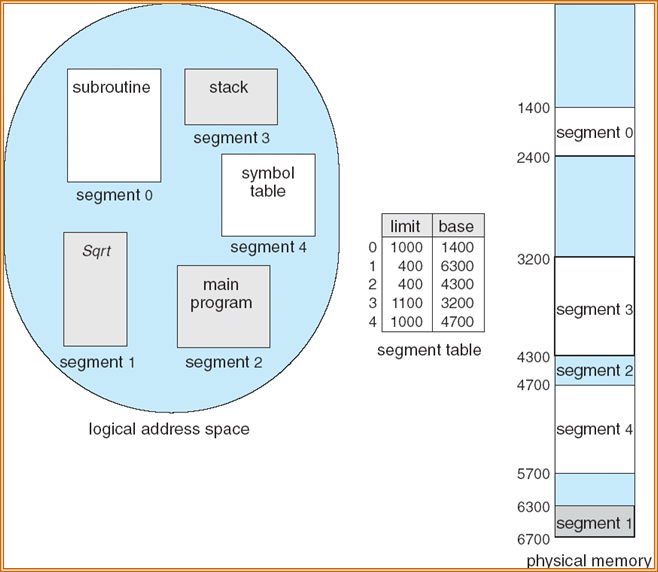 subroutine
segment 0
stack
segment 3
symbol
table
segment 4
Sqrt
segment 1
main
program
segment 2
logical address space
limit base
0 1000 1400
1 400 6300
2 400 4300
3 1100 3200
4 1000 4700
segment table
1400
segment 0
2400
3200
segment 3
4300
segment 2
4700
segment 4
5700
6300
segment 1
6700
physical memory